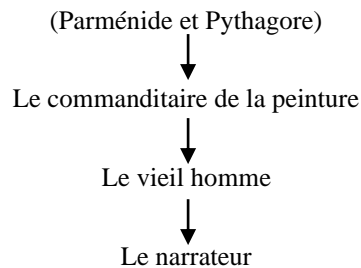 (Parménide et Pythagore)
Le commanditaire de la peinture
Le vieil homme
Le narrateur